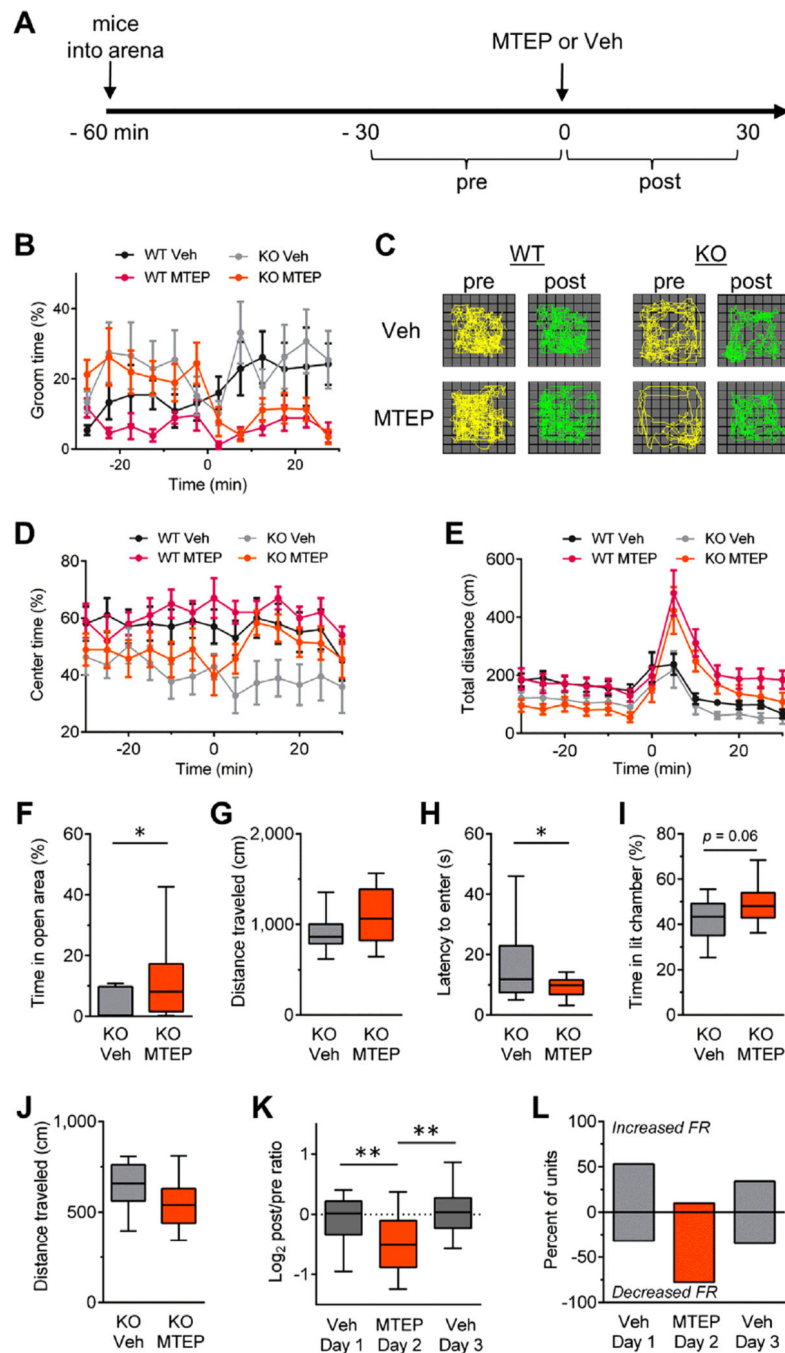 A
mice
into arena
MTEP or Veh
- 60 min
- 30
0
30
pre
post
B
WT Veh
KO Veh
WT MTEP
KO MTEP
Groom time (%)
40
20
0
-20
0
20
Time (min)
C
WT
KO
pre
post
pre
post
Veh
MTEP
D
WT Veh
KO Veh
WT MTEP
KO MTEP
Center time (%)
80
60
40
20
-20
0
20
Time (min)
E
WT Veh
KO Veh
WT MTEP
KO MTEP
Total distance (cm)
600
400
200
0
-20
0
20
Time (min)
F
Time in open area (%)
60
40
20
0
*
KO
Veh
KO
MTEP
G
Distance traveled (cm)
2,000
1,000
0
KO
Veh
KO
MTEP
H
Latency to enter (s)
60
40
20
0
*
KO
Veh
KO
MTEP
I
Time in lit chamber (%)
80
60
40
20
0
p = 0.06
KO
Veh
KO
MTEP
J
Distance traveled (cm)
1,000
500
0
KO
Veh
KO
MTEP
K
Log2 post/pre ratio
1
0
-1
**
**
Veh
Day 1
MTEP
Day 2
Veh
Day 3
L
Percent of units
100
50
0
-50
-100
Increased FR
Decreased FR
Veh
Day 1
MTEP
Day 2
Veh
Day 3